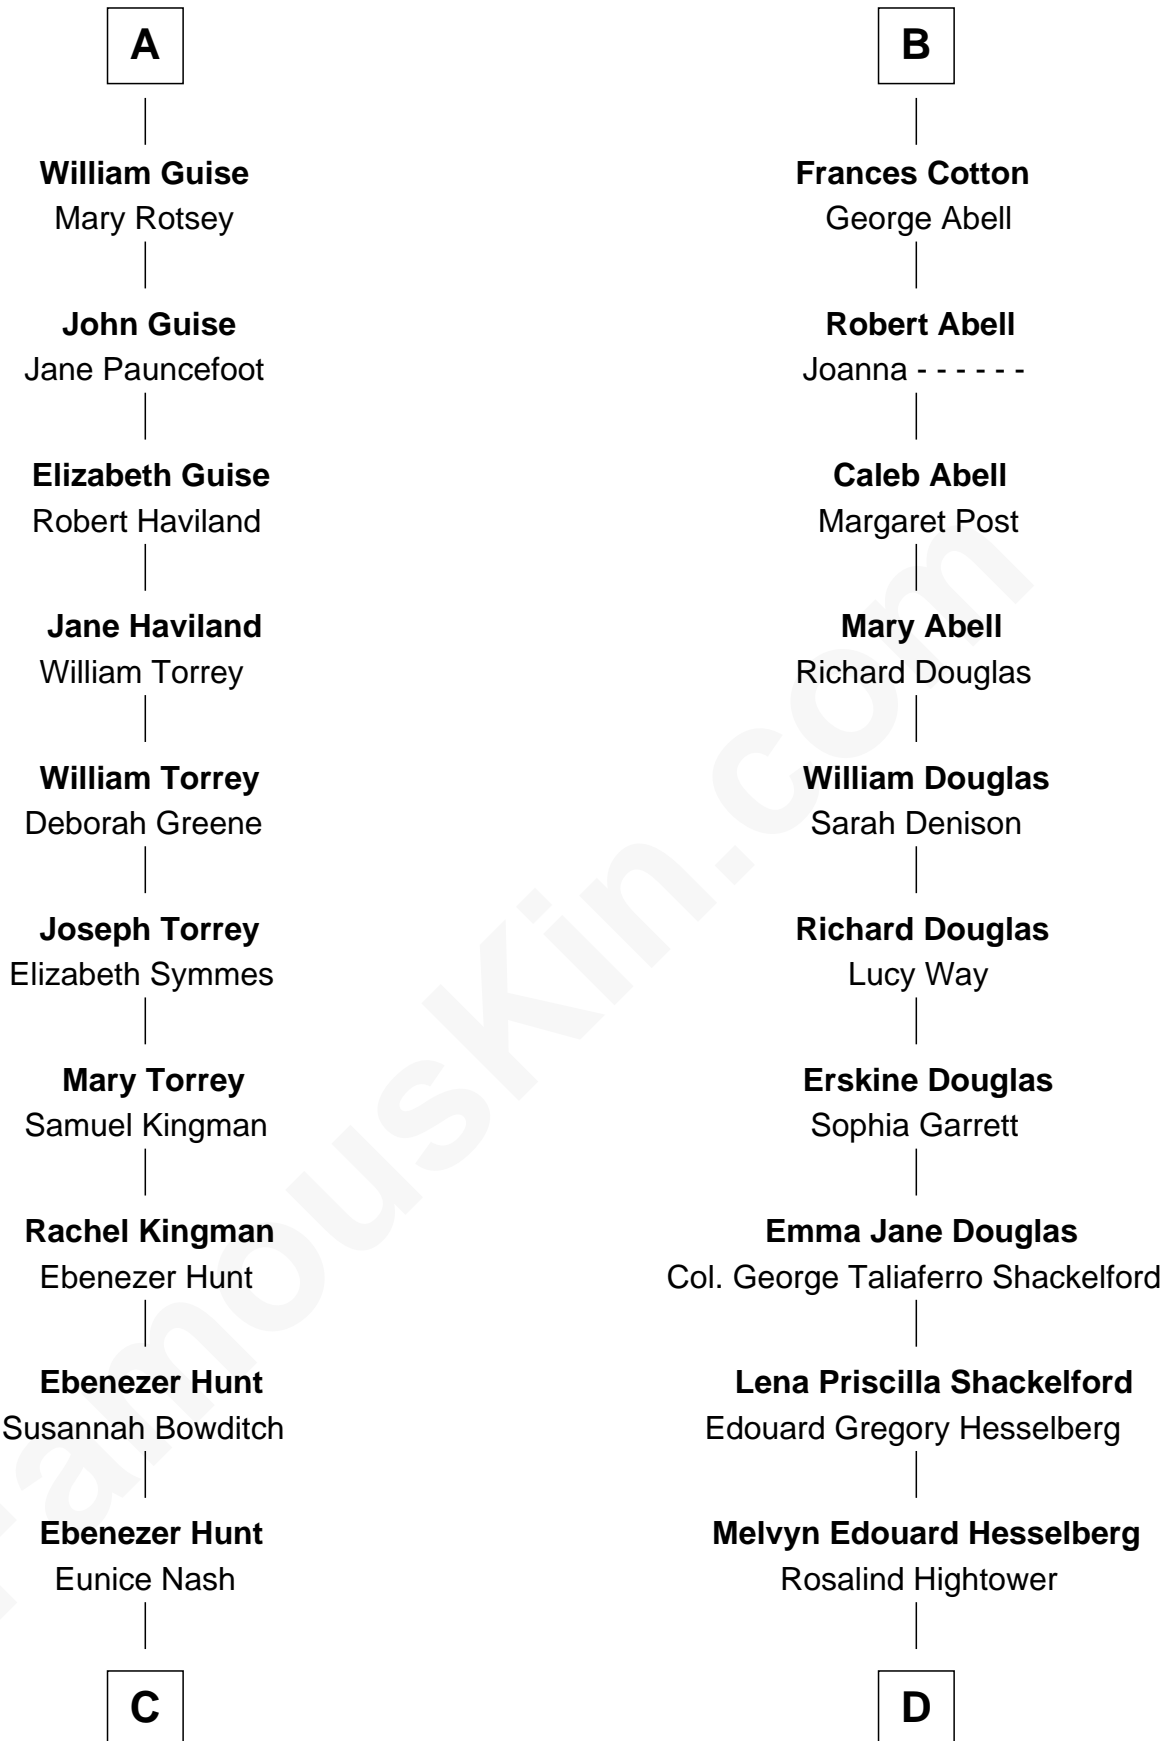 A
William Guise
Mary Rotsey
John Guise
Jane Pauncefoot
Elizabeth Guise
Robert Haviland
Jane Haviland
William Torrey
William Torrey
Deborah Greene
Joseph Torrey
Elizabeth Symmes
Mary Torrey
Samuel Kingman
Rachel Kingman
Ebenezer Hunt
Ebenezer Hunt
Susannah Bowditch
Ebenezer Hunt
Eunice Nash
C
B
Frances Cotton
George Abell
Robert Abell
Joanna - - - - - -
Caleb Abell
Margaret Post
Mary Abell
Richard Douglas
William Douglas
Sarah Denison
Richard Douglas
Lucy Way
Erskine Douglas
Sophia Garrett
Emma Jane Douglas
Col. George Taliaferro Shackelford
Lena Priscilla Shackelford
Edouard Gregory Hesselberg
Melvyn Edouard Hesselberg
Rosalind Hightower
D
FamousKin.com